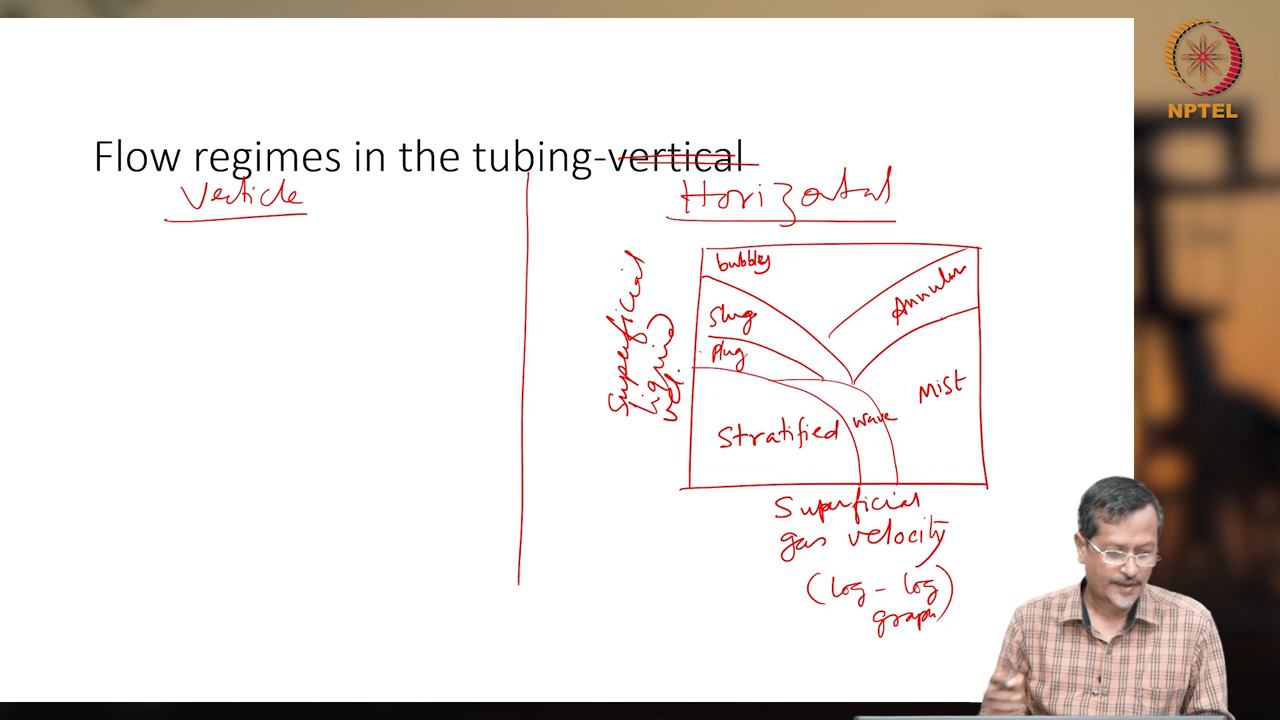 NPTEL
Flow regimes in the tubing-vertical
Verticle
Horizontal
bubbly
Slug
Plug
Annular
Mist
Stratified
wave
Superficial
liquid
vel.
Superficial
gas velocity
(log - log
graph)